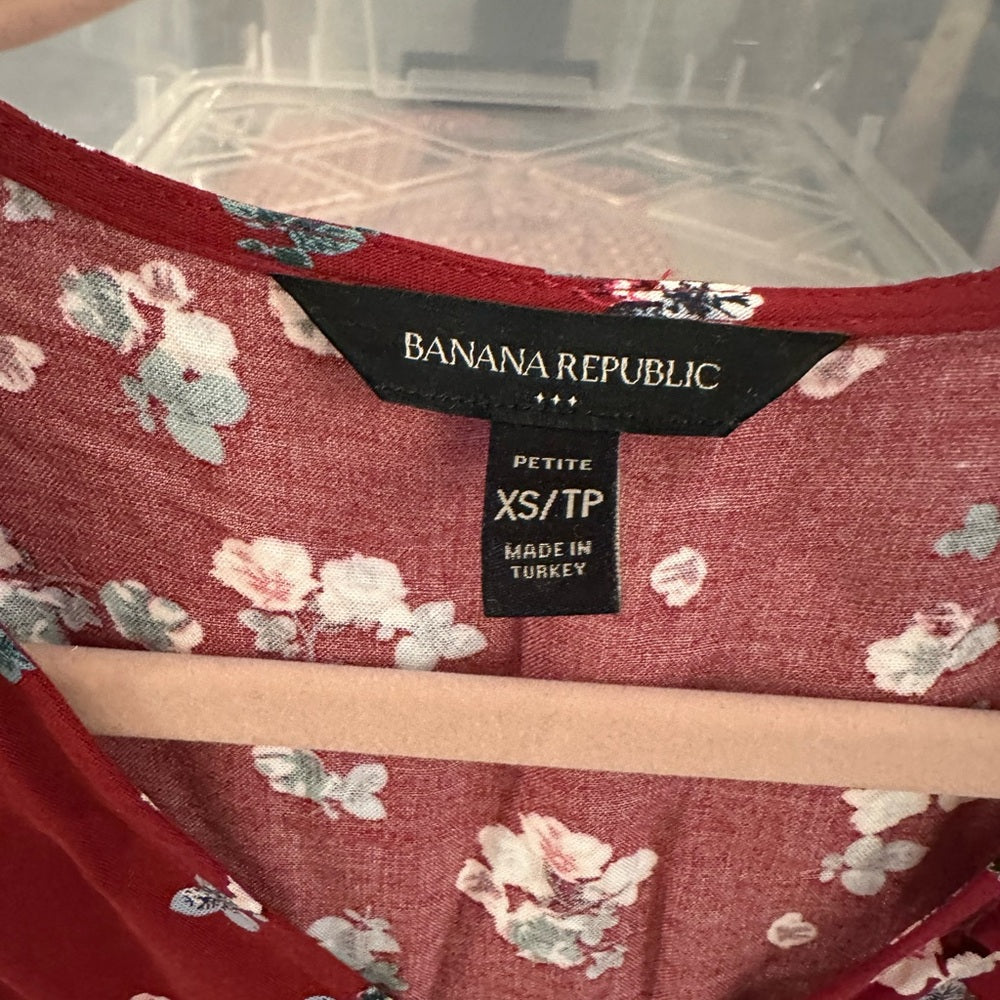 BANANA REPUBLIC
PETITE
XS/TP
MADE IN
TURKEY